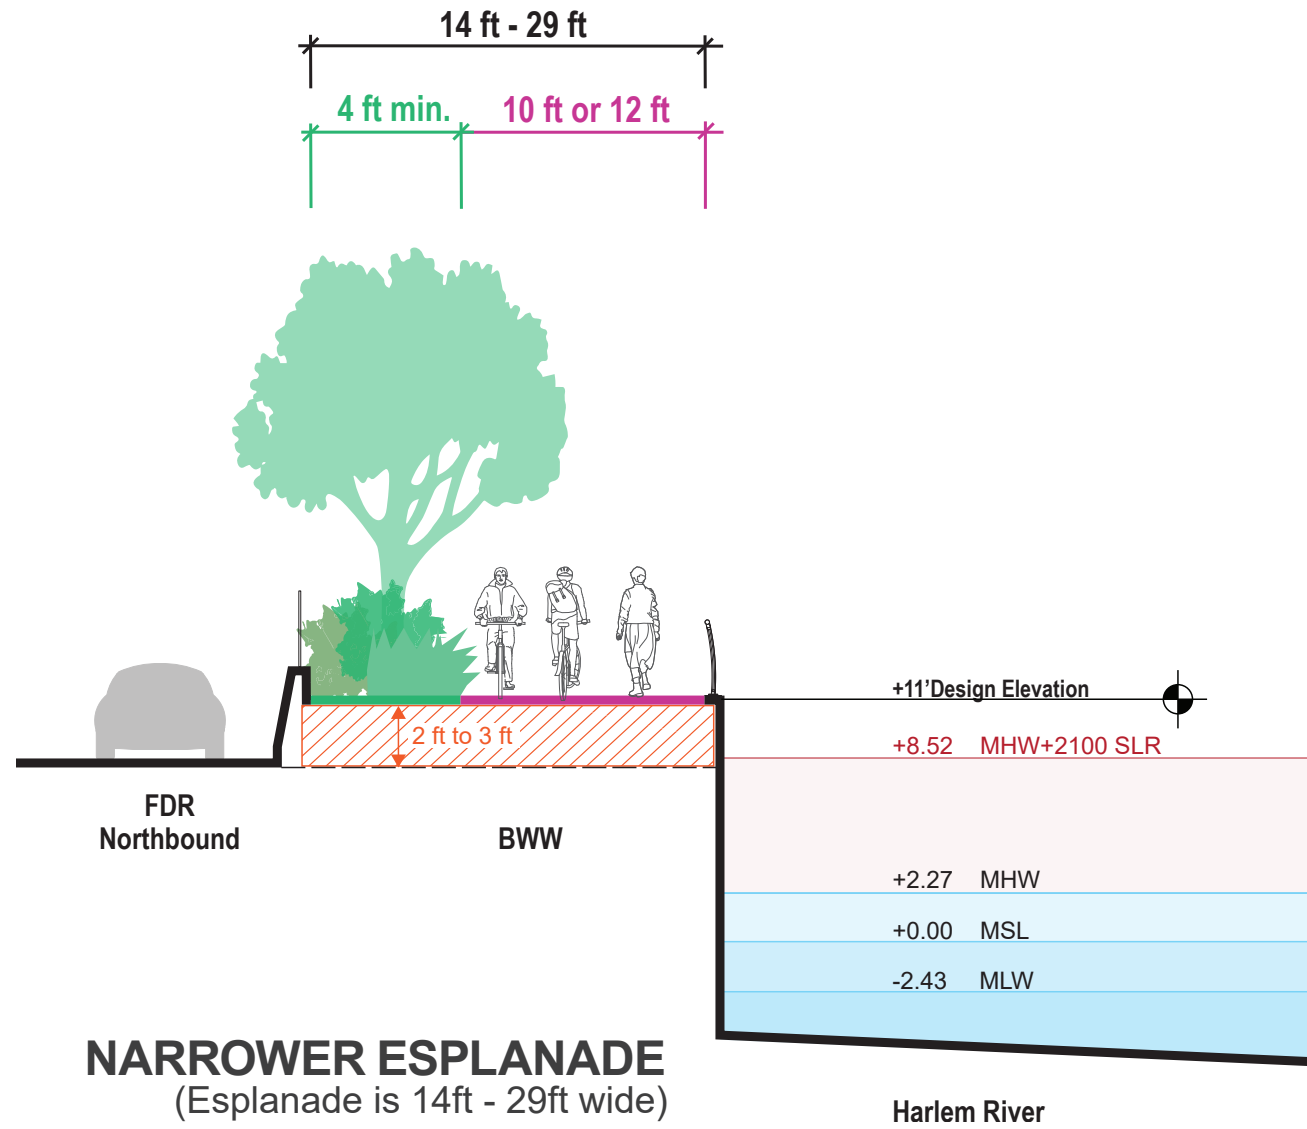 14 ft - 29 ft
4 ft min.
10 ft or 12 ft
+11'Design Elevation
2 ft to 3 ft
+8.52 MHW+2100 SLR
FDR
Northbound
BWW
+2.27 MHW
+0.00 MSL
-2.43 MLW
NARROWER ESPLANADE
(Esplanade is 14ft - 29ft wide)
Harlem River